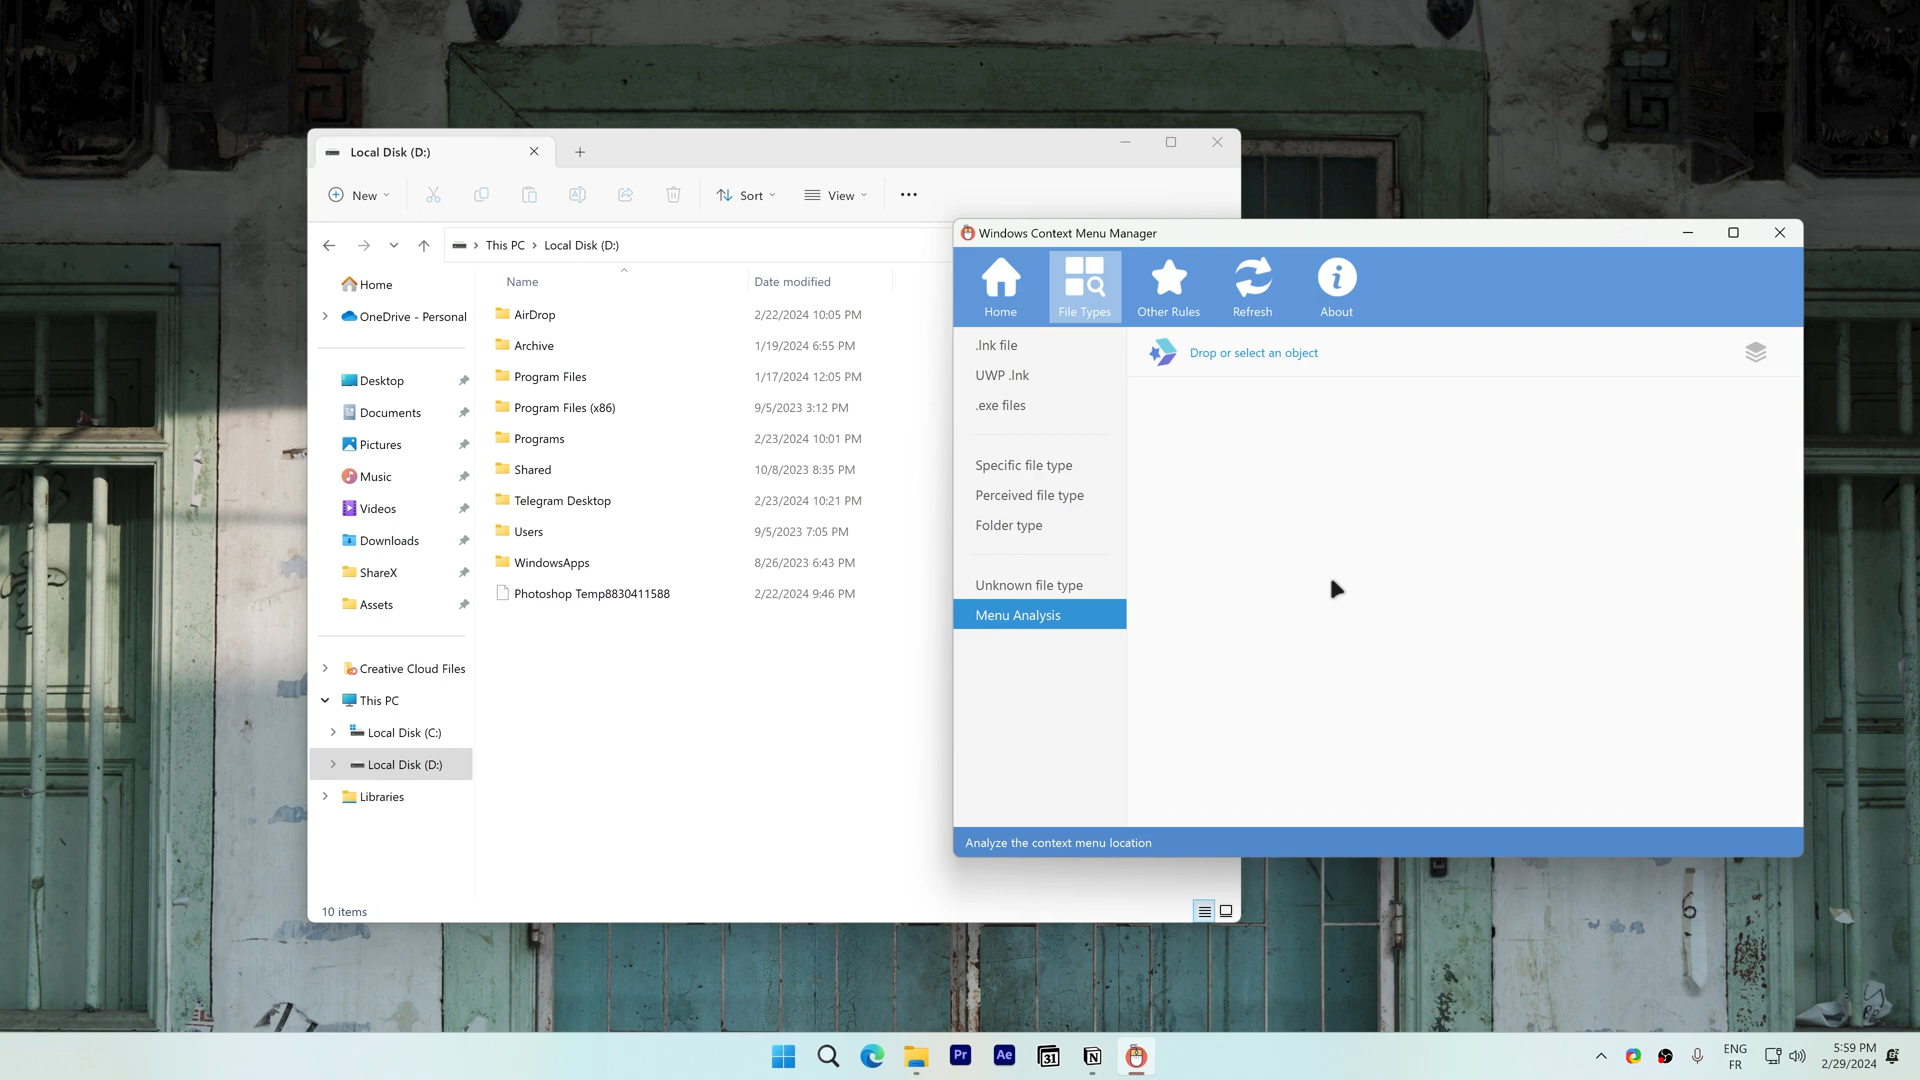 Local Disk (D:)
New
Sort
View
This PC
Local Disk (D:)
Home
OneDrive - Personal
Desktop
Documents
Pictures
Music
Videos
Downloads
ShareX
Assets
Creative Cloud Files
This PC
Local Disk (C:)
Local Disk (D:)
Libraries
Name Date modified
AirDrop 2/22/2024 10:05 PM
Archive 1/19/2024 6:55 PM
Program Files 1/17/2024 12:05 PM
Program Files (x86) 9/5/2023 3:12 PM
Programs 2/23/2024 10:01 PM
Shared 10/8/2023 8:35 PM
Telegram Desktop 2/23/2024 10:21 PM
Users 9/5/2023 7:05 PM
WindowsApps 8/26/2023 6:43 PM
Photoshop Temp8830411588 2/22/2024 9:46 PM
10 items
Windows Context Menu Manager
Home
File Types
Other Rules
Refresh
About
.lnk file
UWP .lnk
.exe files
Specific file type
Perceived file type
Folder type
Unknown file type
Menu Analysis
Drop or select an object
Analyze the context menu location
Pr
Ae
31
N
ENG
FR
5:59 PM
2/29/2024